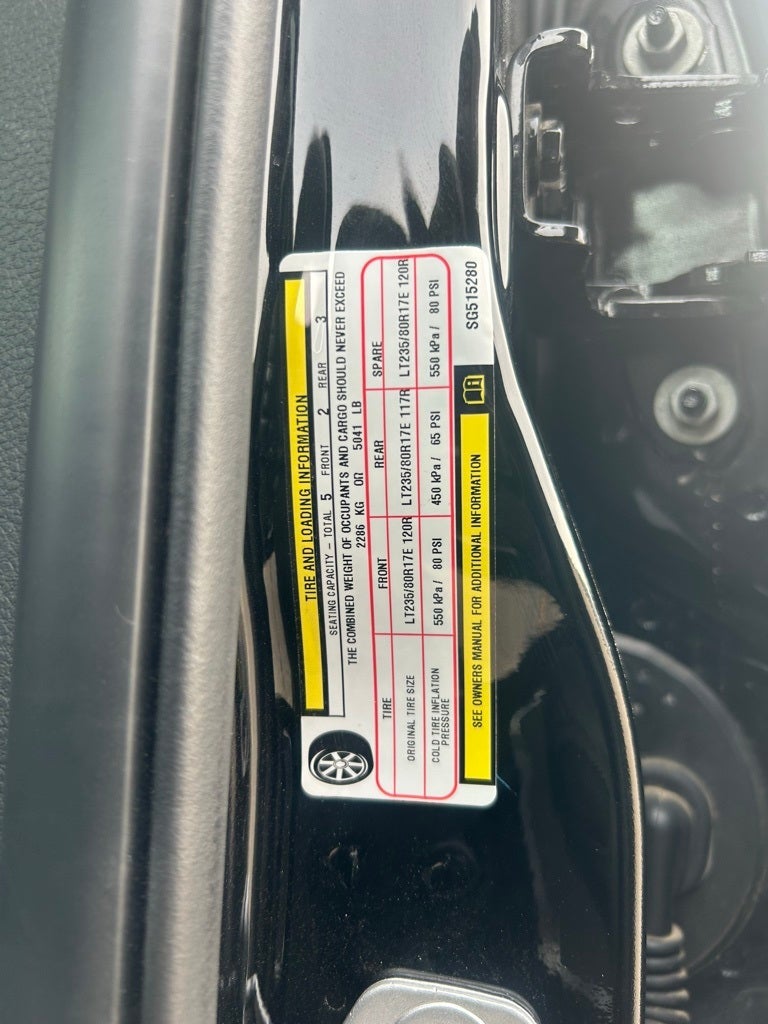 TIRE AND LOADING INFORMATION
SEATING CAPACITY – TOTAL 5 FRONT 2 REAR 3
THE COMBINED WEIGHT OF OCCUPANTS AND CARGO SHOULD NEVER EXCEED
2286 KG OR 5041 LB
TIRE FRONT REAR SPARE
ORIGINAL TIRE SIZE LT235/80R17E 120R LT235/80R17E 117R LT235/80R17E 120R
COLD TIRE INFLATION
PRESSURE 550 kPa / 80 PSI 450 kPa / 65 PSI 550 kPa / 80 PSI
SEE OWNERS MANUAL FOR ADDITIONAL INFORMATION
SG515280